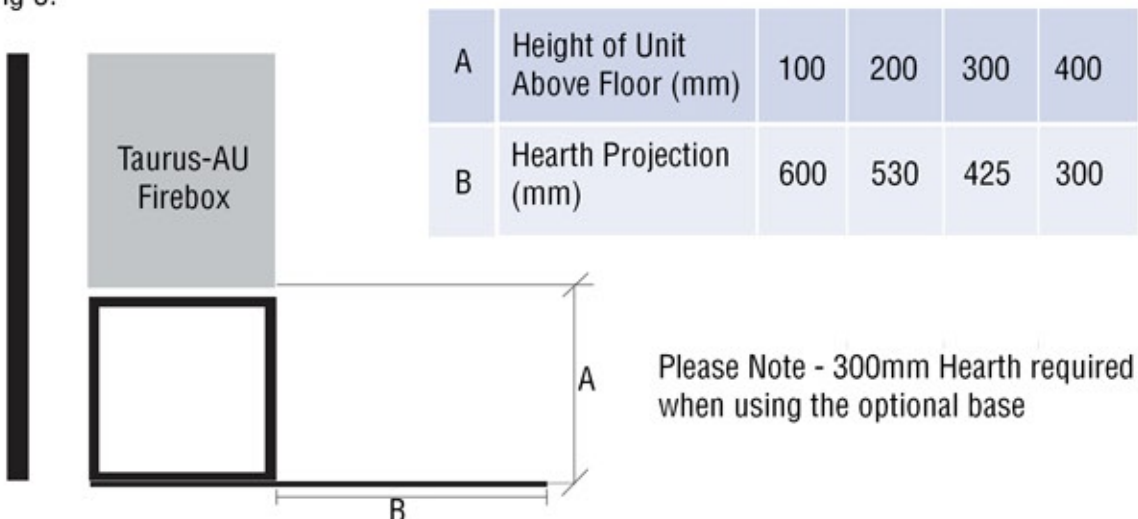 A Height of Unit Above Floor (mm) 100 200 300 400
B Hearth Projection (mm) 600 530 425 300
Taurus-AU
Firebox
A
Please Note - 300mm Hearth required
when using the optional base
B